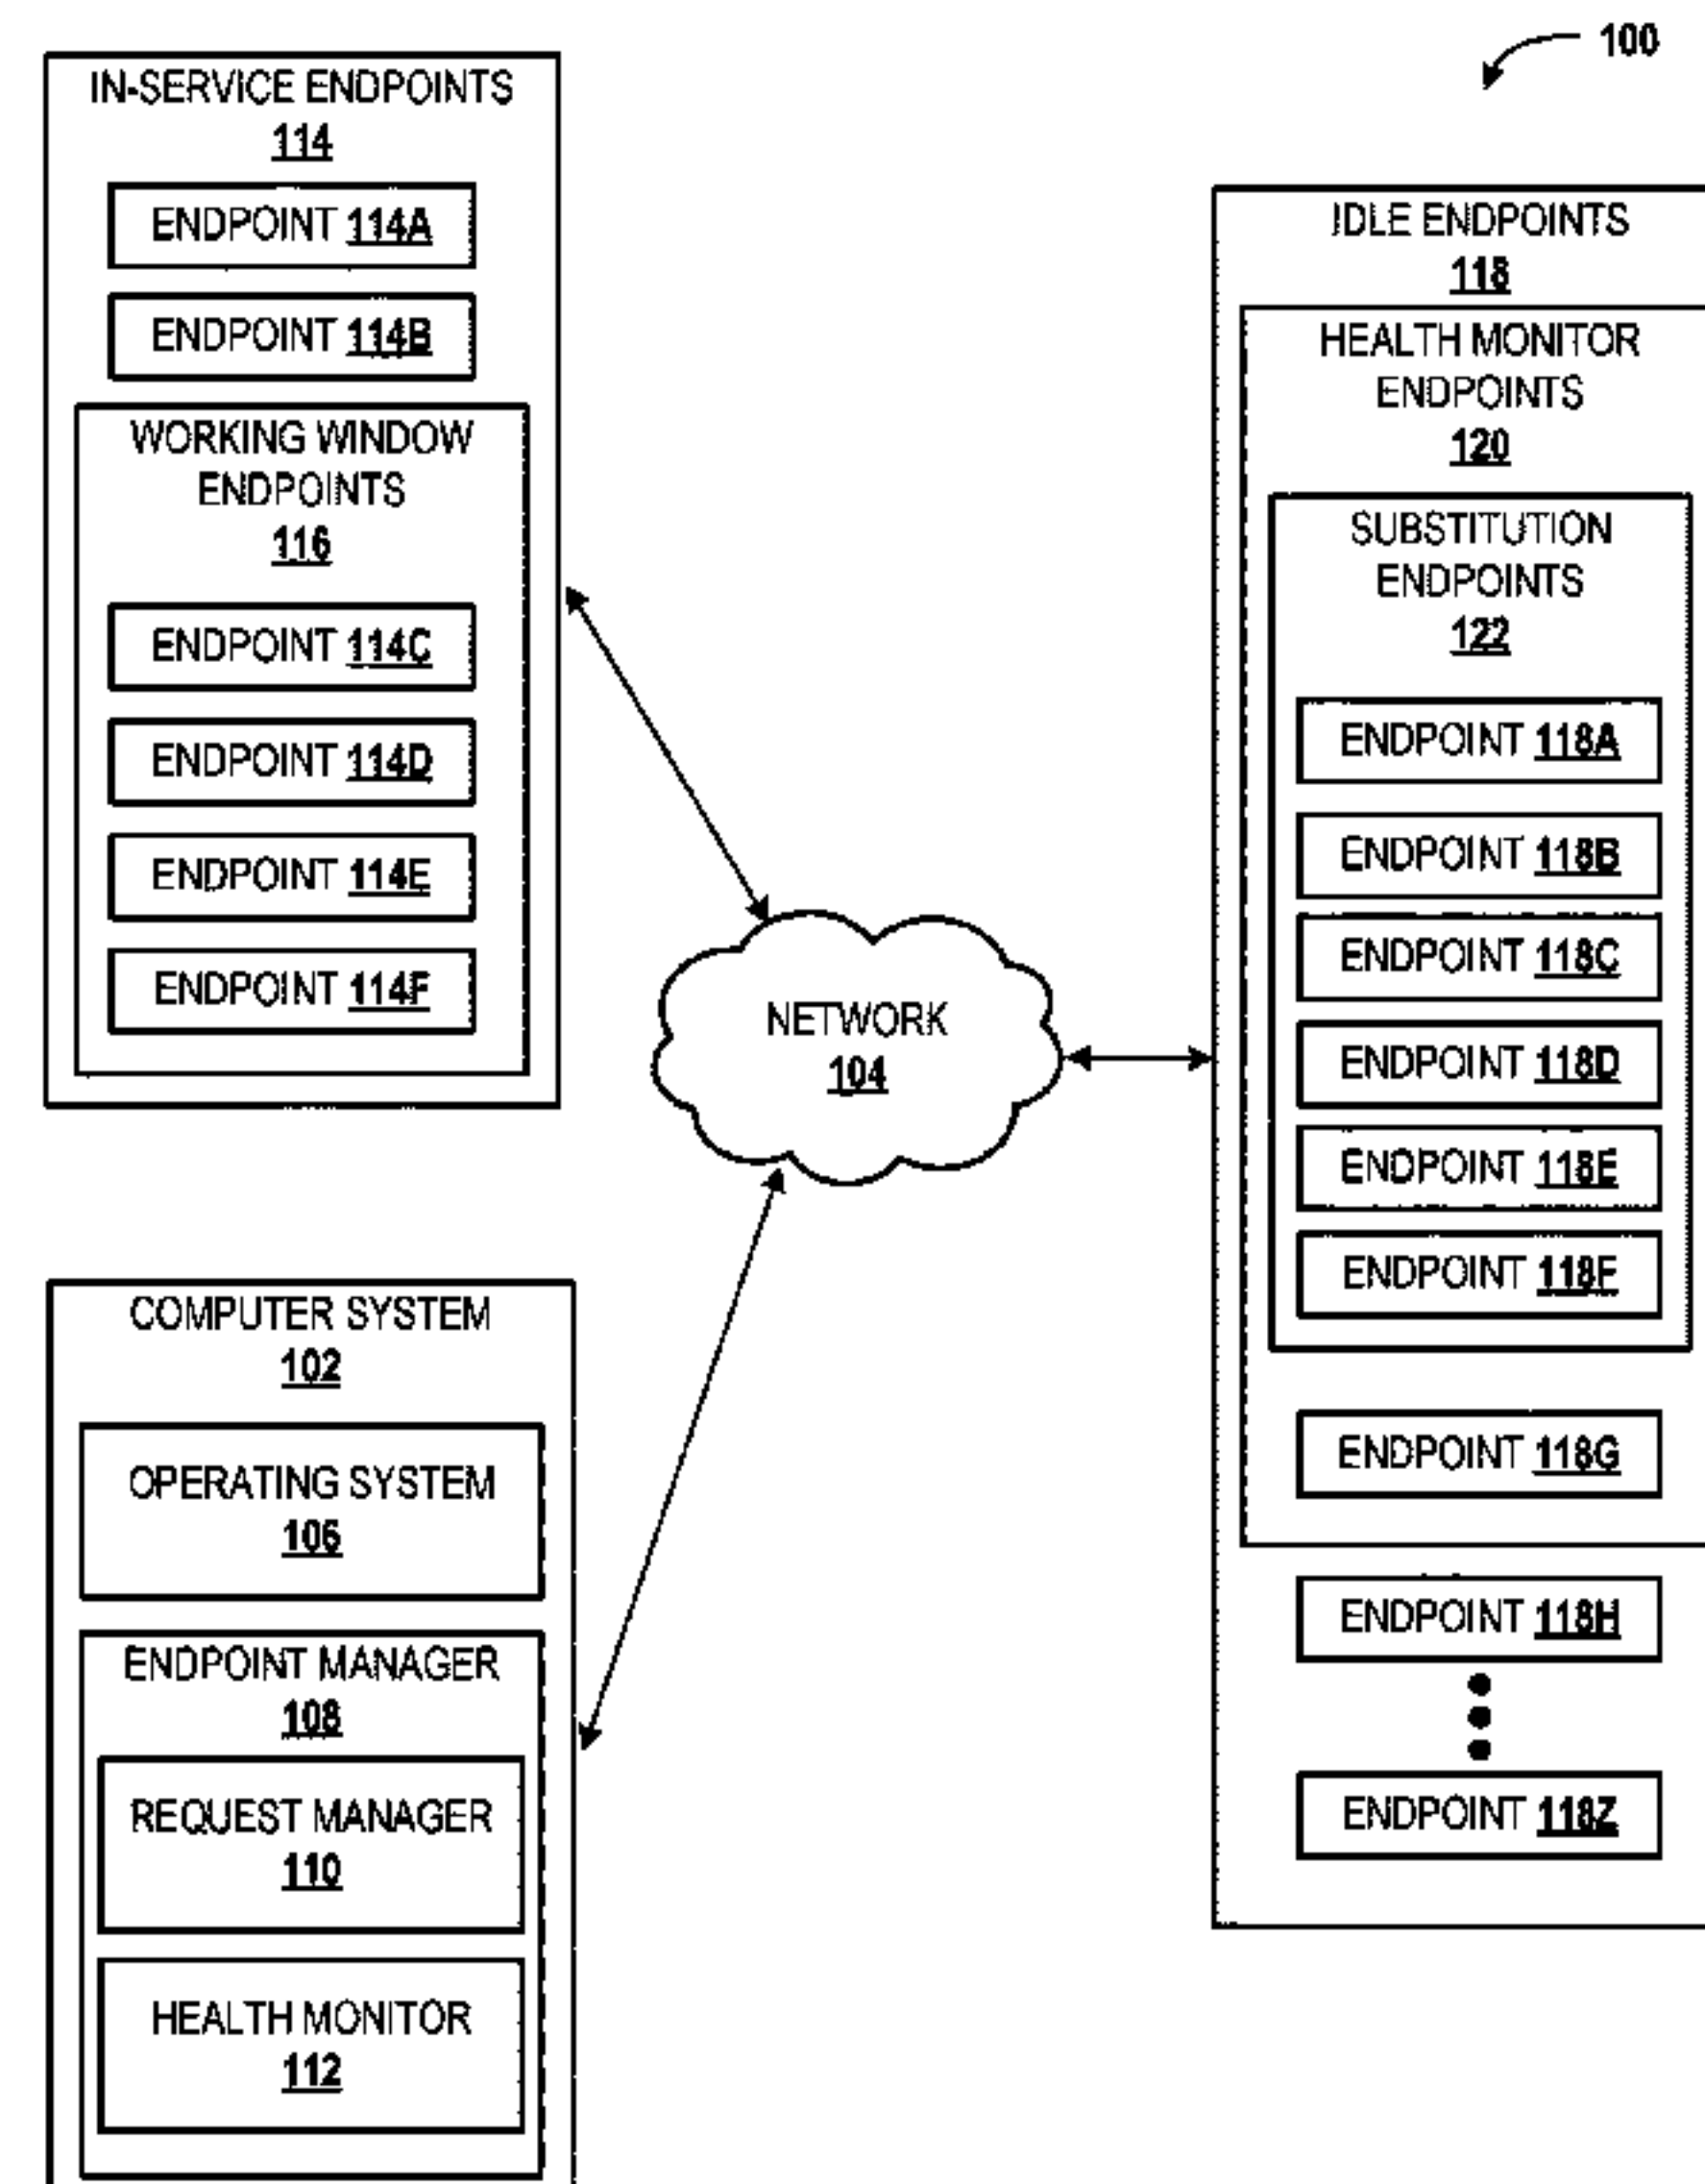 100
IN-SERVICE ENDPOINTS
114
ENDPOINT 114A
ENDPOINT 114B
WORKING WINDOW
ENDPOINTS
116
ENDPOINT 114C
ENDPOINT 114D
ENDPOINT 114E
ENDPOINT 114F
NETWORK
104
COMPUTER SYSTEM
102
OPERATING SYSTEM
106
ENDPOINT MANAGER
108
REQUEST MANAGER
110
HEALTH MONITOR
112
IDLE ENDPOINTS
118
HEALTH MONITOR
ENDPOINTS
120
SUBSTITUTION
ENDPOINTS
122
ENDPOINT 118A
ENDPOINT 118B
ENDPOINT 118C
ENDPOINT 118D
ENDPOINT 118E
ENDPOINT 118F
ENDPOINT 118G
ENDPOINT 118H
ENDPOINT 118Z